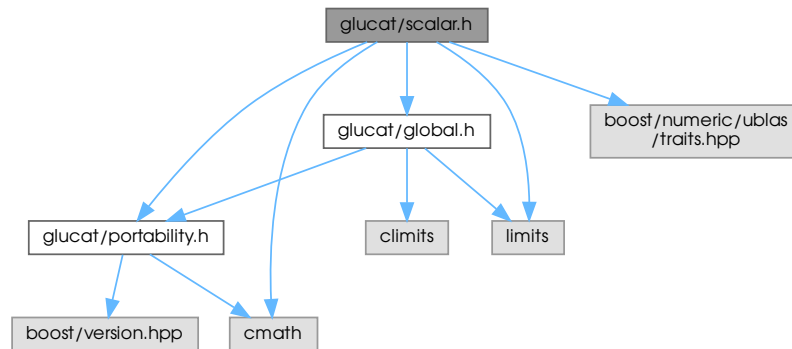 glucat/scalar.h
boost/numeric/ublas
/traits.hpp
glucat/global.h
glucat/portability.h
climits
limits
boost/version.hpp
cmath